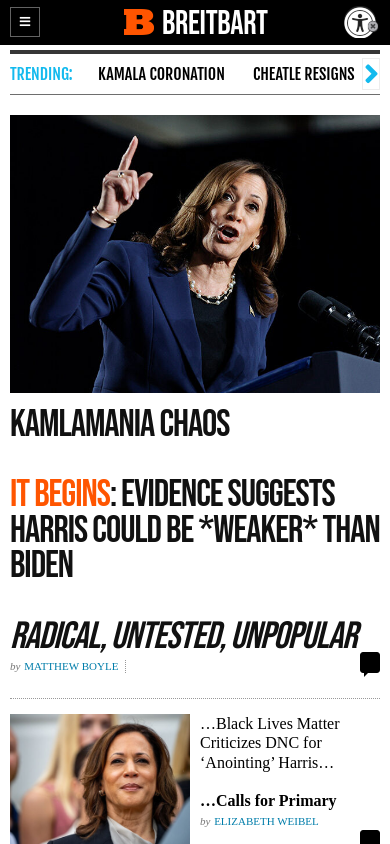 BREITBART
TRENDING: KAMALA CORONATION CHEATLE RESIGNS
KAMLAMANIA CHAOS
IT BEGINS: EVIDENCE SUGGESTS
HARRIS COULD BE *WEAKER* THAN
BIDEN
RADICAL, UNTESTED, UNPOPULAR
by MATTHEW BOYLE
…Black Lives Matter
Criticizes DNC for
‘Anointing’ Harris…
…Calls for Primary
by ELIZABETH WEIBEL